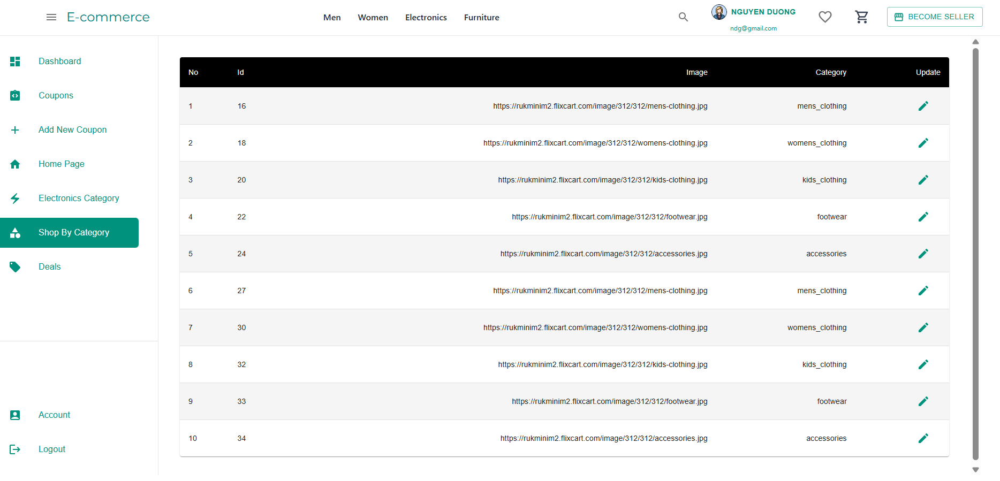 E-commerce
Men Women Electronics Furniture
NGUYEN DUONG
ndg@gmail.com
BECOME SELLER
Dashboard
Coupons
Add New Coupon
Home Page
Electronics Category
Shop By Category
Deals
Account
Logout
No Id Image Category Update
1 16 https://rukminim2.flixcart.com/image/312/312/mens-clothing.jpg mens_clothing
2 18 https://rukminim2.flixcart.com/image/312/312/womens-clothing.jpg womens_clothing
3 20 https://rukminim2.flixcart.com/image/312/312/kids-clothing.jpg kids_clothing
4 22 https://rukminim2.flixcart.com/image/312/312/footwear.jpg footwear
5 24 https://rukminim2.flixcart.com/image/312/312/accessories.jpg accessories
6 27 https://rukminim2.flixcart.com/image/312/312/mens-clothing.jpg mens_clothing
7 30 https://rukminim2.flixcart.com/image/312/312/womens-clothing.jpg womens_clothing
8 32 https://rukminim2.flixcart.com/image/312/312/kids-clothing.jpg kids_clothing
9 33 https://rukminim2.flixcart.com/image/312/312/footwear.jpg footwear
10 34 https://rukminim2.flixcart.com/image/312/312/accessories.jpg accessories